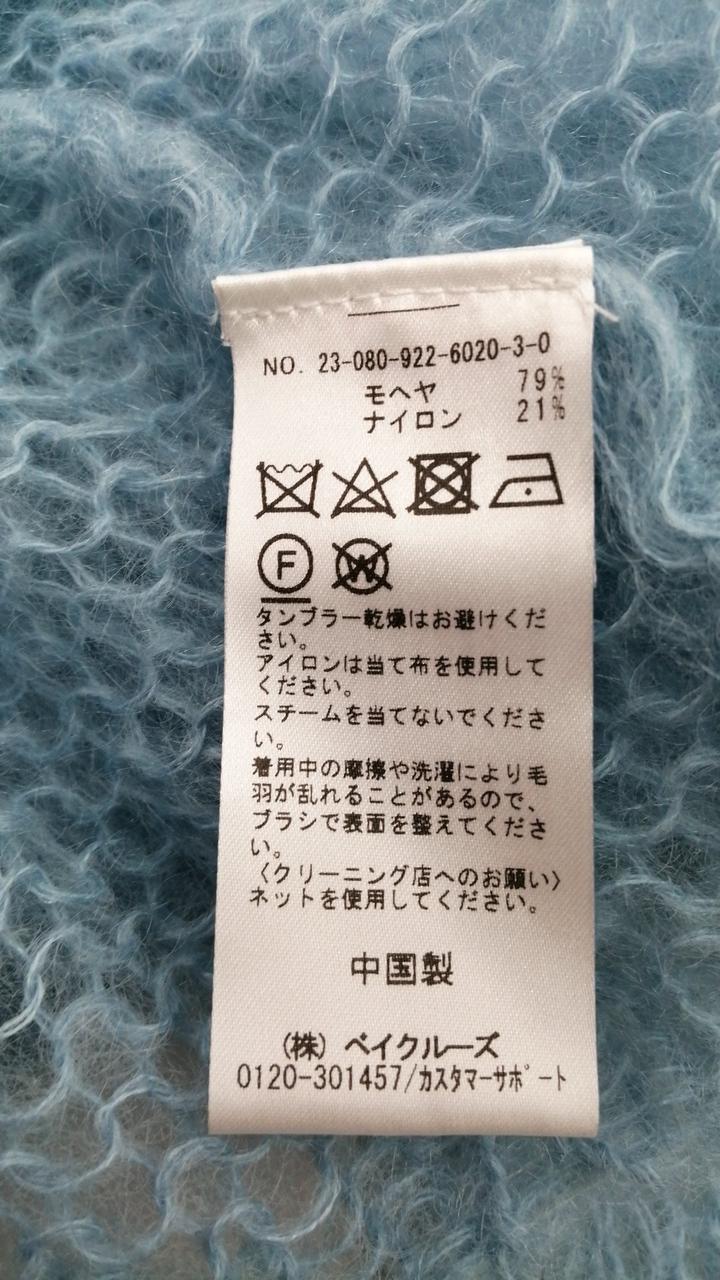 NO. 23-080-922-6020-3-0
モヘヤ 79%
ナイロン 21%
F W
タンブラー乾燥はお避けくだ
さい。
アイロンは当て布を使用して
ください。
スチームを当てないでくださ
い。
着用中の摩擦や洗濯により毛
羽が乱れることがあるので、
ブラシで表面を整えてくださ
い。
〈クリーニング店へのお願い〉
ネットを使用してください。
中国製
(株) ベイクルーズ
0120-301457/カスタマーサポート